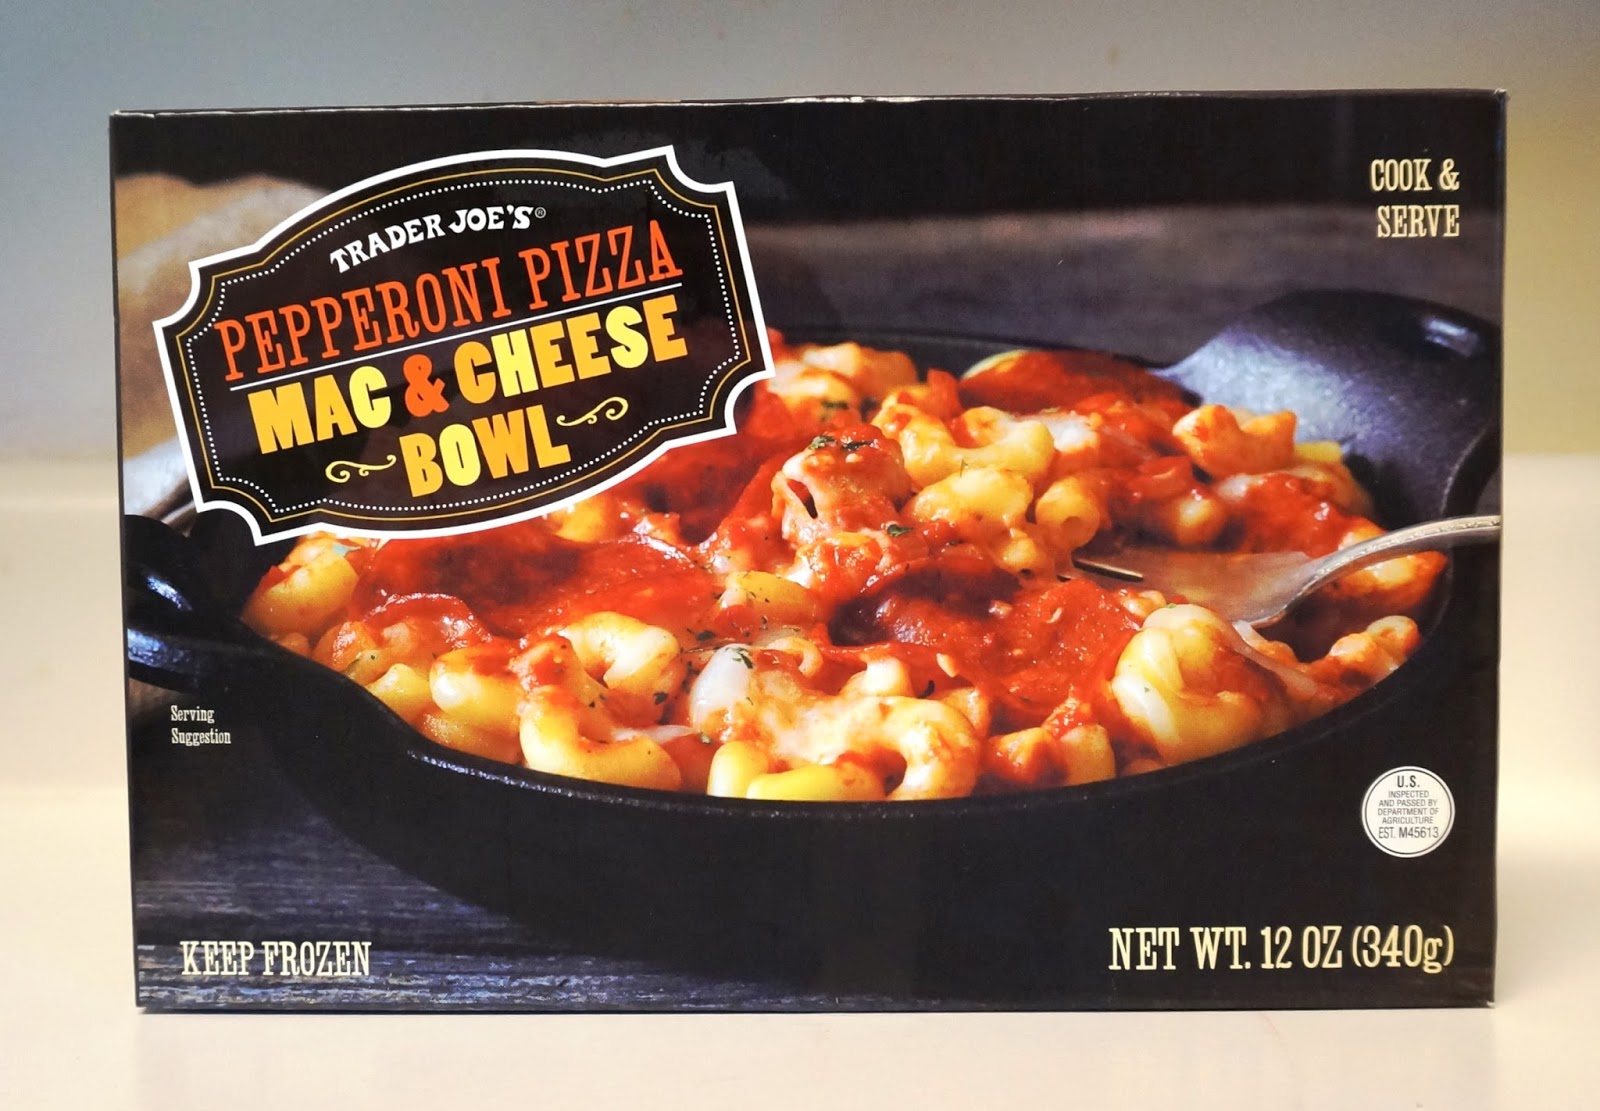 TRADER JOE'S®
PEPPERONI PIZZA
MAC & CHEESE
BOWL
COOK &
SERVE
Serving
Suggestion
U.S.
INSPECTED
AND PASSED BY
DEPARTMENT OF
AGRICULTURE
EST. M45613
KEEP FROZEN
NET WT. 12 OZ (340g)